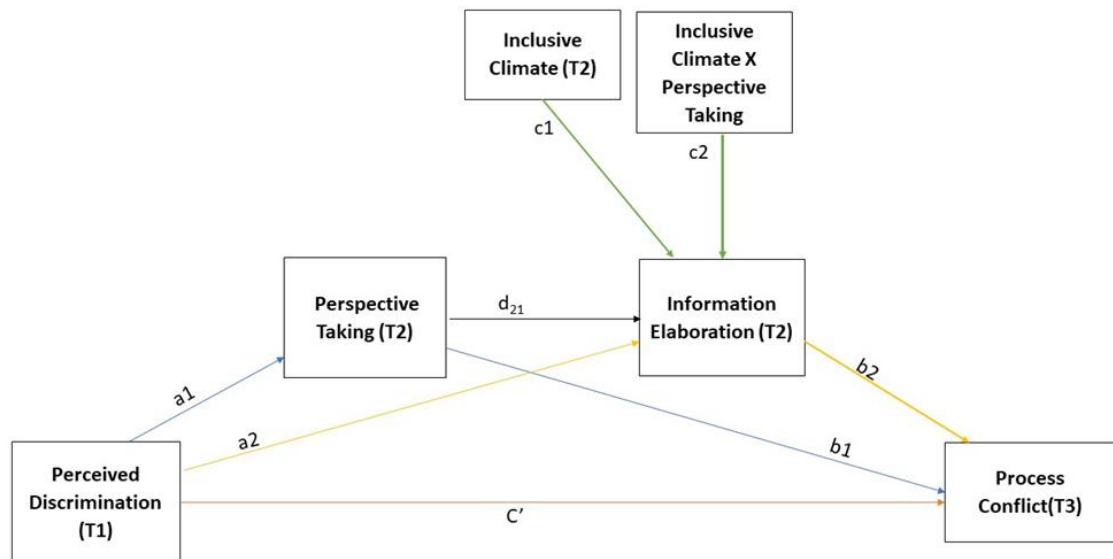 Inclusive
Climate (T2)
Inclusive
Climate X
Perspective
Taking
c1
c2
Perspective
Taking (T2)
d21
Information
Elaboration (T2)
a1
a2
b2
b1
Perceived
Discrimination
(T1)
C’
Process
Conflict(T3)